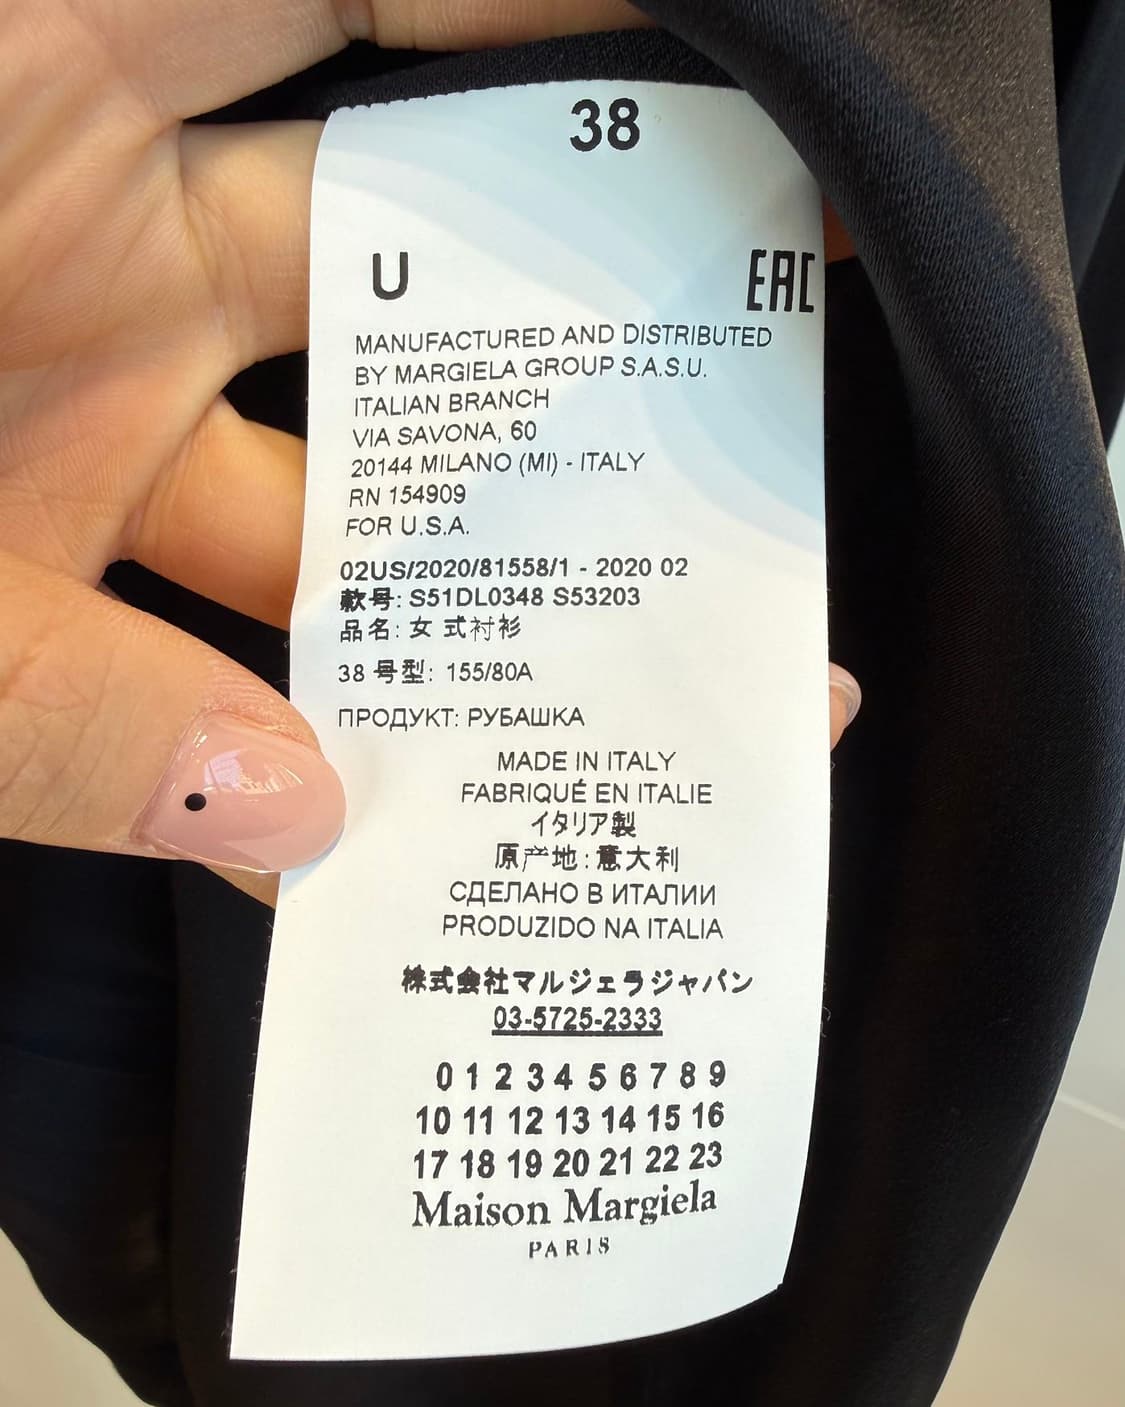 38
U
EAC
MANUFACTURED AND DISTRIBUTED
BY MARGIELA GROUP S.A.S.U.
ITALIAN BRANCH
VIA SAVONA, 60
20144 MILANO (MI) - ITALY
RN 154909
FOR U.S.A.
02US/2020/81558/1 - 2020 02
款号: S51DL0348 S53203
品名: 女 式衬衫
38 号型: 155/80A
ПРОДУКТ: РУБАШКА
MADE IN ITALY
FABRIQUÉ EN ITALIE
イタリア製
原产地: 意大利
СДЕЛАНО В ИТАЛИИ
PRODUZIDO NA ITALIA
株式会社マルジェラジャパン
03-5725-2333
0 1 2 3 4 5 6 7 8 9
10 11 12 13 14 15 16
17 18 19 20 21 22 23
Maison Margiela
PARIS